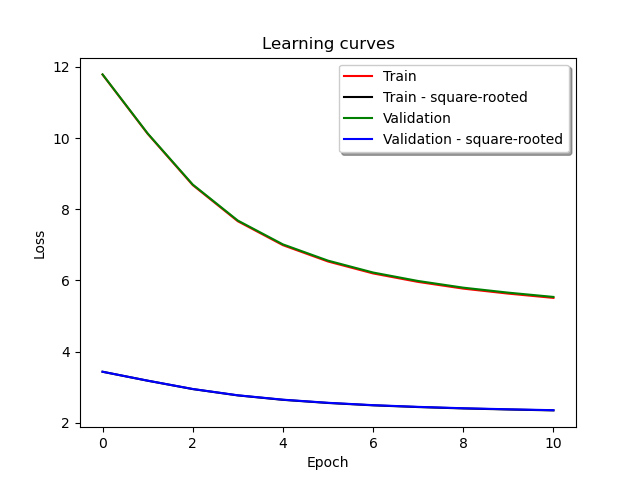 Learning curves
12
10
8
6
4
2
Loss
Train
Train - square-rooted
Validation
Validation - square-rooted
0 2 4 6 8 10
Epoch